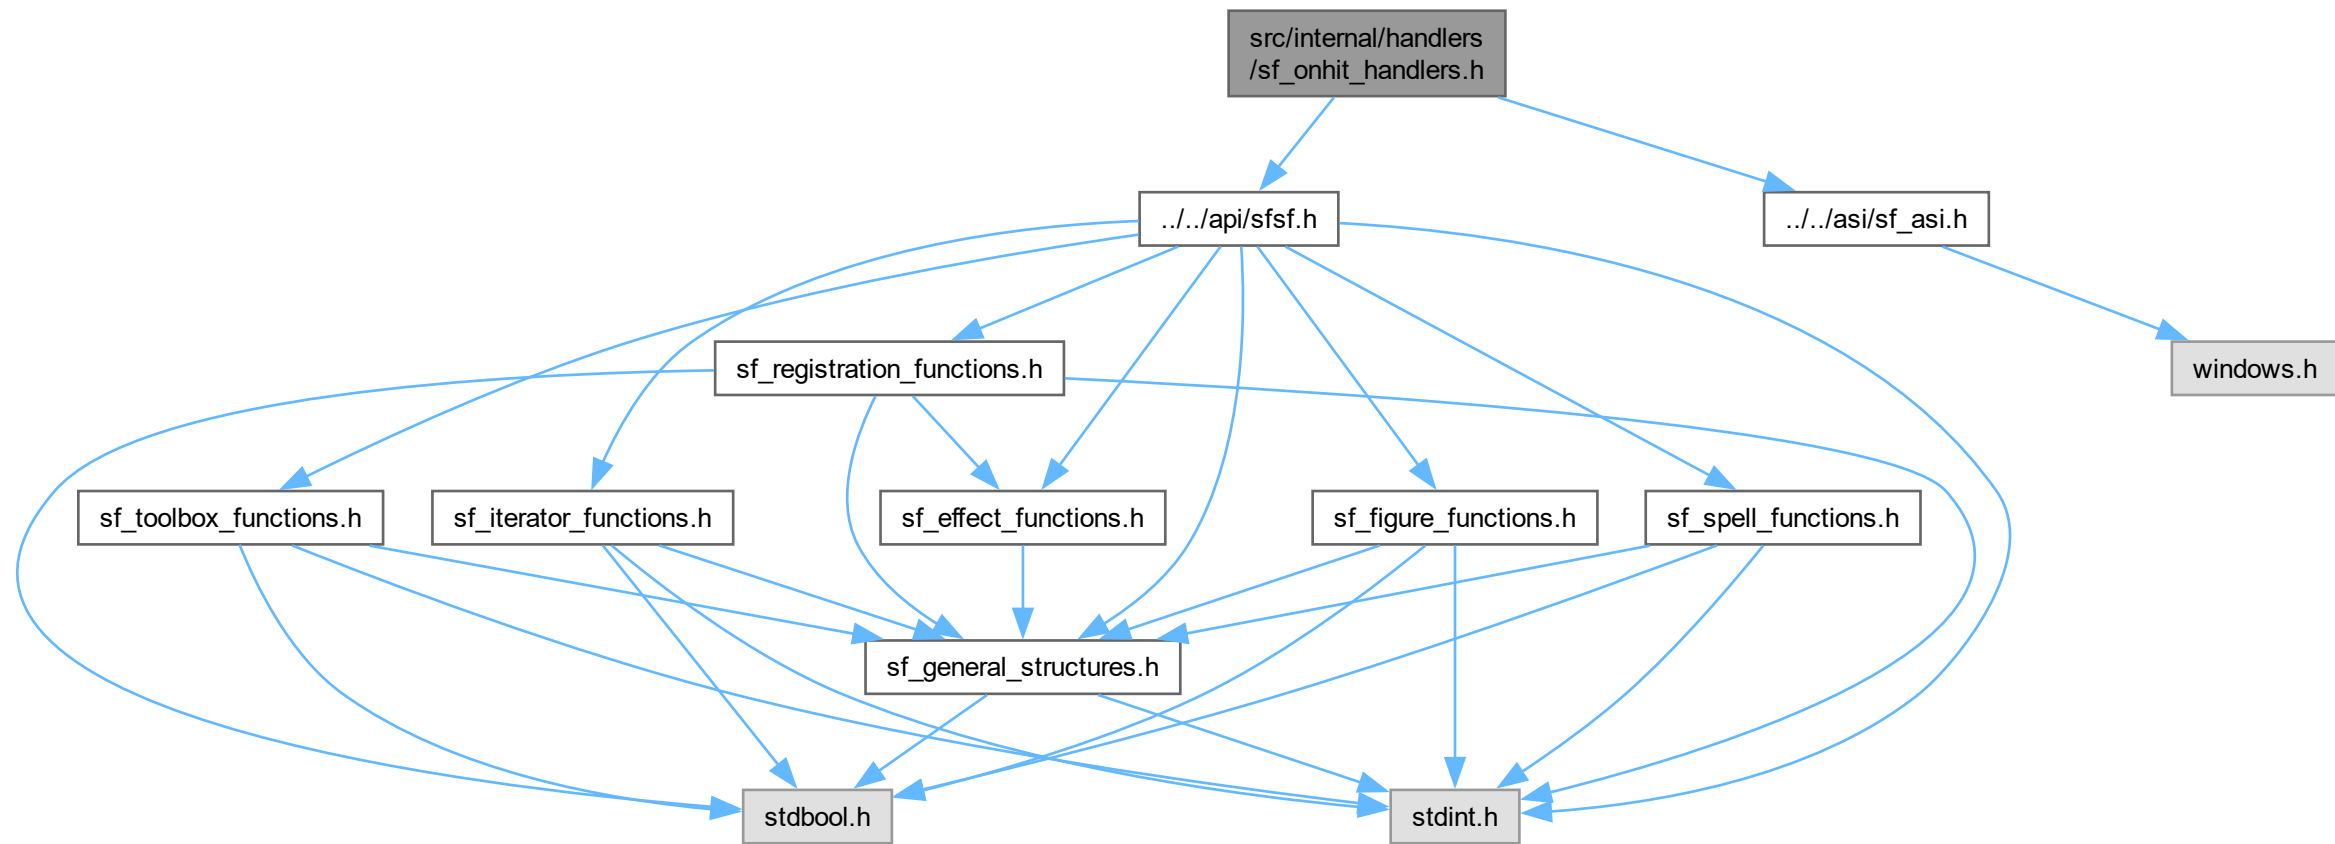 src/internal/handlers
/sf_onhit_handlers.h
../../api/sfsf.h
../../asi/sf_asi.h
sf_registration_functions.h
windows.h
sf_toolbox_functions.h
sf_iterator_functions.h
sf_effect_functions.h
sf_figure_functions.h
sf_spell_functions.h
sf_general_structures.h
stdbool.h
stdint.h